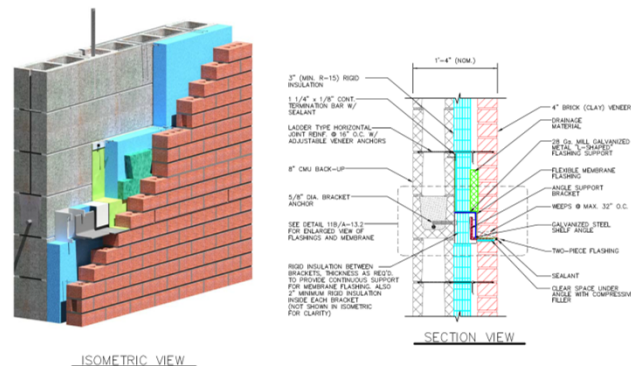 1'-4" (NOM.)
3" (MIN. R-15) RIGID
INSULATION
1 1/4" x 1/8" CONT.
TERMINATION BAR W/
SEALANT
LADDER TYPE HORIZONTAL
JOINT REINF. @ 16" O.C. W/
ADJUSTABLE VENEER ANCHORS
8" CMU BACK-UP
5/8" DIA. BRACKET
ANCHOR
SEE DETAIL 11B/A-13.2
FOR ENLARGED VIEW OF
FLASHINGS AND MEMBRANE
RIGID INSULATION BETWEEN
BRACKETS, THICKNESS AS REQ'D.
TO PROVIDE CONTINUOUS SUPPORT
FOR MEMBRANE FLASHING. ALSO
2" MINIMUM RIGID INSULATION
INSIDE EACH BRACKET
(NOT SHOWN IN ISOMETRIC
FOR CLARITY)
4" BRICK (CLAY) VENEER
DRAINAGE
MATERIAL
28 Ga. MILL GALVANIZED
METAL "L-SHAPED"
FLASHING SUPPORT
FLEXIBLE MEMBRANE
FLASHING
ANGLE SUPPORT
BRACKET
WEEPS @ MAX. 32" O.C.
GALVANIZED STEEL
SHELF ANGLE
TWO-PIECE FLASHING
SEALANT
CLEAR SPACE UNDER
ANGLE WITH COMPRESSIVE
FILLER
SECTION VIEW
ISOMETRIC VIEW